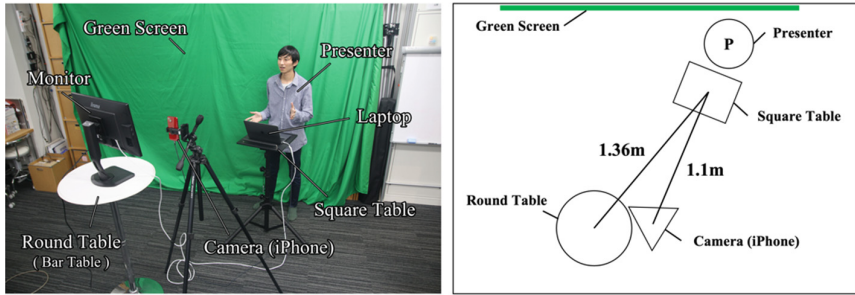 Green Screen
Presenter
Monitor
Laptop
Square Table
Round Table
( Bar Table )
Camera (iPhone)
Green Screen
P
Presenter
Square Table
1.36m
1.1m
Round Table
Camera (iPhone)